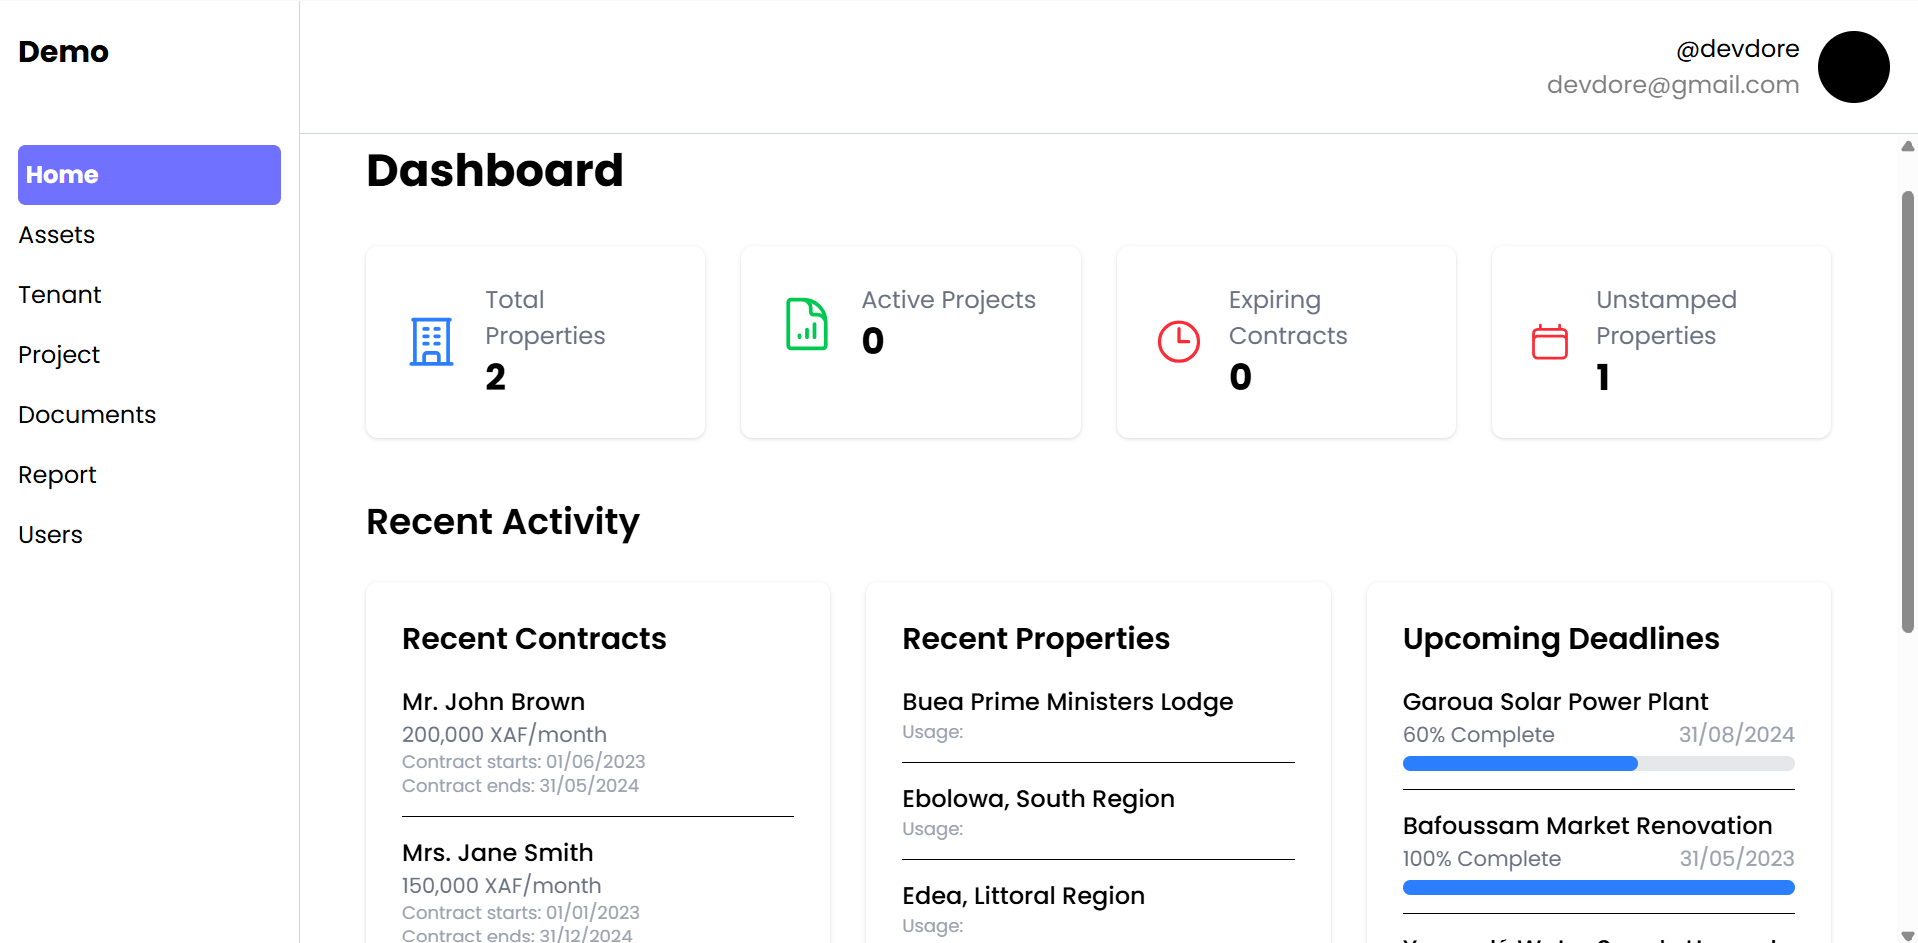 Demo
@devdore
devdore@gmail.com
Home
Assets
Tenant
Project
Documents
Report
Users
Dashboard
Total
Properties
2
Active Projects
0
Expiring
Contracts
0
Unstamped
Properties
1
Recent Activity
Recent Contracts
Mr. John Brown
200,000 XAF/month
Contract starts: 01/06/2023
Contract ends: 31/05/2024
Mrs. Jane Smith
150,000 XAF/month
Contract starts: 01/01/2023
Contract ends: 31/12/2024
Recent Properties
Buea Prime Ministers Lodge
Usage:
Ebolowa, South Region
Usage:
Edea, Littoral Region
Usage:
Upcoming Deadlines
Garoua Solar Power Plant
60% Complete 31/08/2024
Bafoussam Market Renovation
100% Complete 31/05/2023